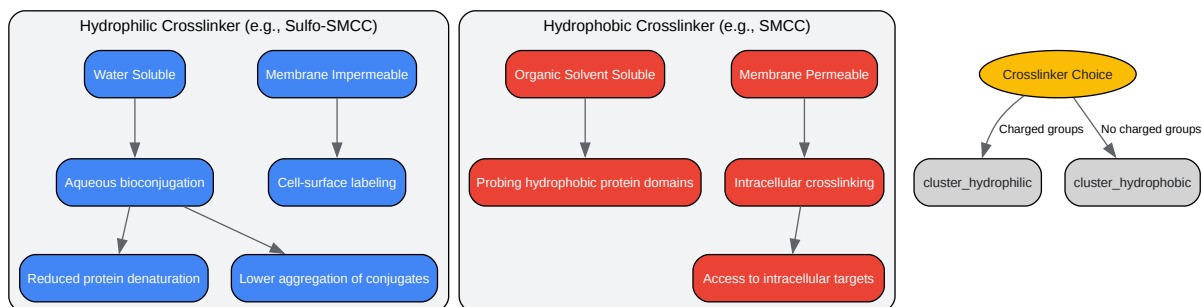 Hydrophilic Crosslinker (e.g., Sulfo-SMCC)
Water Soluble
Membrane Impermeable
Aqueous bioconjugation
Cell-surface labeling
Reduced protein denaturation
Lower aggregation of conjugates
Hydrophobic Crosslinker (e.g., SMCC)
Organic Solvent Soluble
Membrane Permeable
Probing hydrophobic protein domains
Intracellular crosslinking
Access to intracellular targets
Crosslinker Choice
Charged groups
No charged groups
cluster_hydrophilic
cluster_hydrophobic